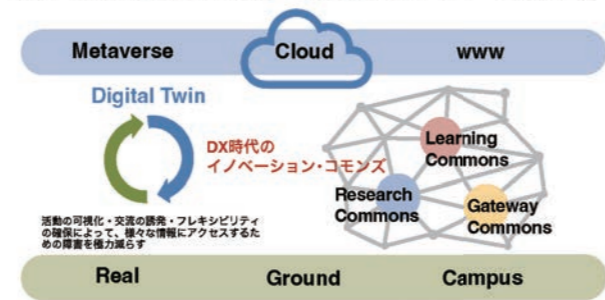 Metaverse
Cloud
www
Digital Twin
DX時代の
イノベーション・コモンズ
Learning
Commons
Research
Commons
Gateway
Commons
活動の可視化・交流の誘発・フレキシビリティ
の確保によって、様々な情報にアクセスするた
めの障害を極力減らす
Real
Ground
Campus